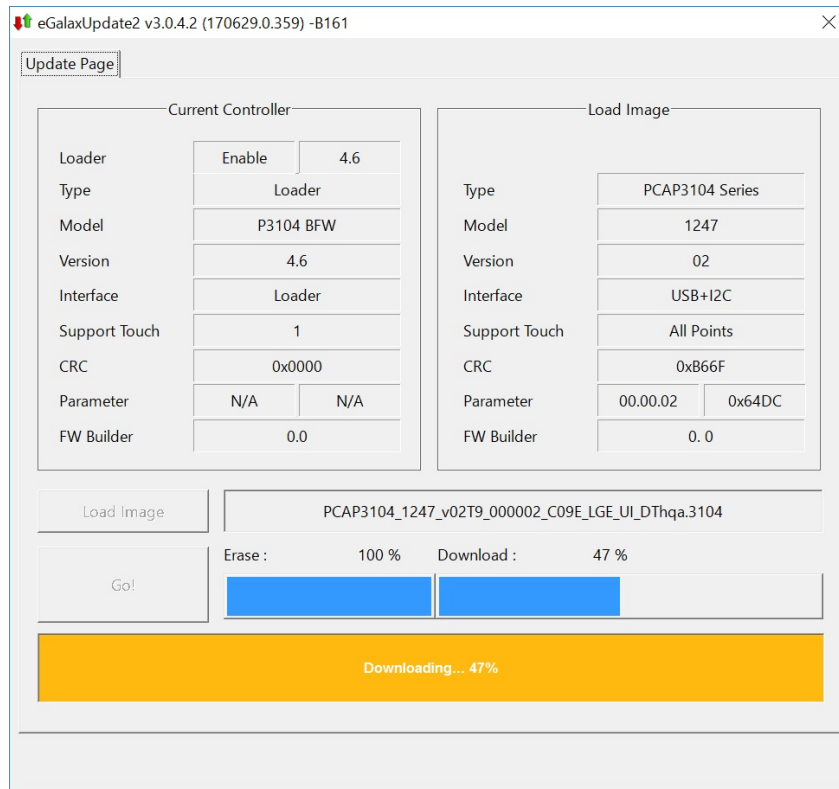 eGalaxUpdate2 v3.0.4.2 (170629.0.359) -B161
Update Page
Current Controller
Loader Enable 4.6
Type Loader
Model P3104 BFW
Version 4.6
Interface Loader
Support Touch 1
CRC 0x0000
Parameter N/A N/A
FW Builder 0.0
Load Image
Type PCAP3104 Series
Model 1247
Version 02
Interface USB+I2C
Support Touch All Points
CRC 0xB66F
Parameter 00.00.02 0x64DC
FW Builder 0. 0
Load Image PCAP3104_1247_v02T9_000002_C09E_LGE_UI_DThqa.3104
Go!
Erase : 100 % Download : 47 %
Downloading... 47%